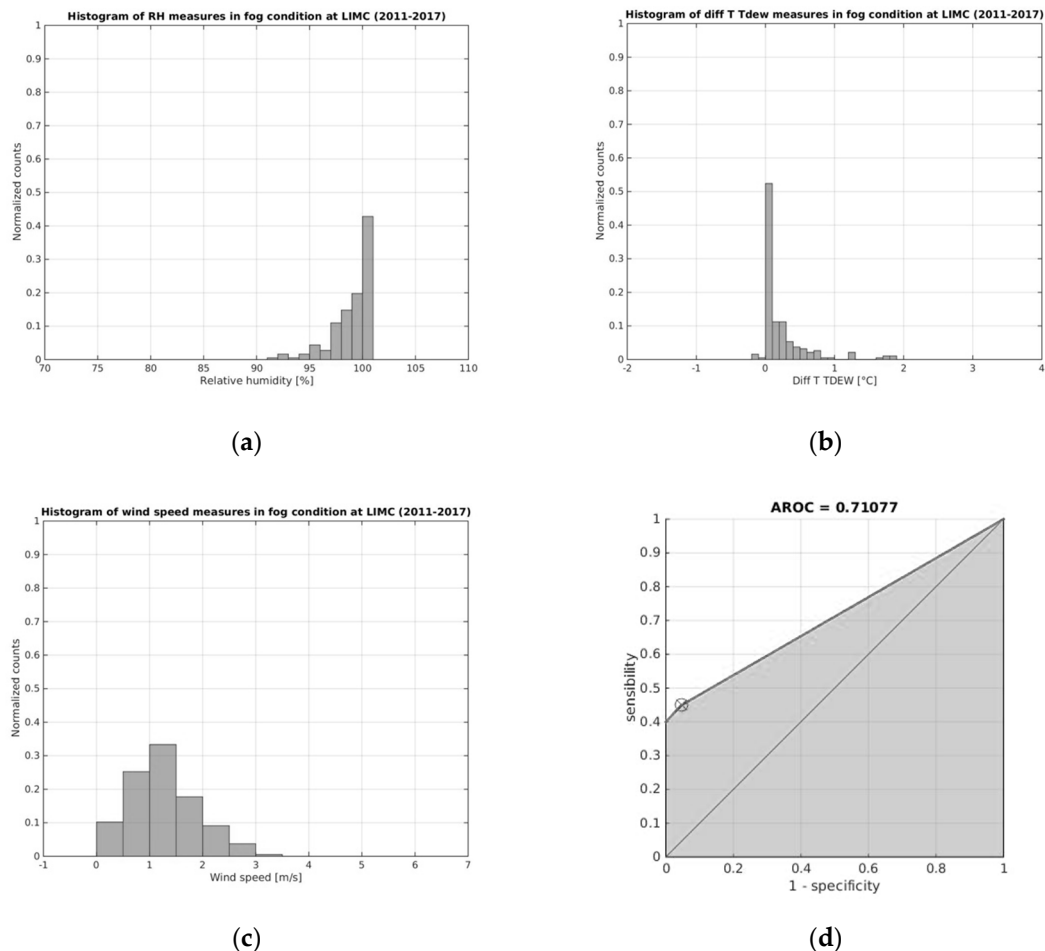 Histogram of RH measures in fog condition at LIMC (2011-2017)
1
0.9
0.8
0.7
0.6
0.5
0.4
0.3
0.2
0.1
0
Normalized counts
70 75 80 85 90 95 100 105 110
Relative humidity [%]
(a)
Histogram of diff T Tdew measures in fog condition at LIMC (2011-2017)
1
0.9
0.8
0.7
0.6
0.5
0.4
0.3
0.2
0.1
0
Normalized counts
-2 -1 0 1 2 3 4
Diff T TDEW [°C]
(b)
Histogram of wind speed measures in fog condition at LIMC (2011-2017)
1
0.9
0.8
0.7
0.6
0.5
0.4
0.3
0.2
0.1
0
Normalized counts
-1 0 1 2 3 4 5 6 7
Wind speed [m/s]
(c)
AROC = 0.71077
1
0.9
0.8
0.7
0.6
0.5
0.4
0.3
0.2
0.1
0
sensibility
0 0.2 0.4 0.6 0.8 1
1 - specificity
(d)